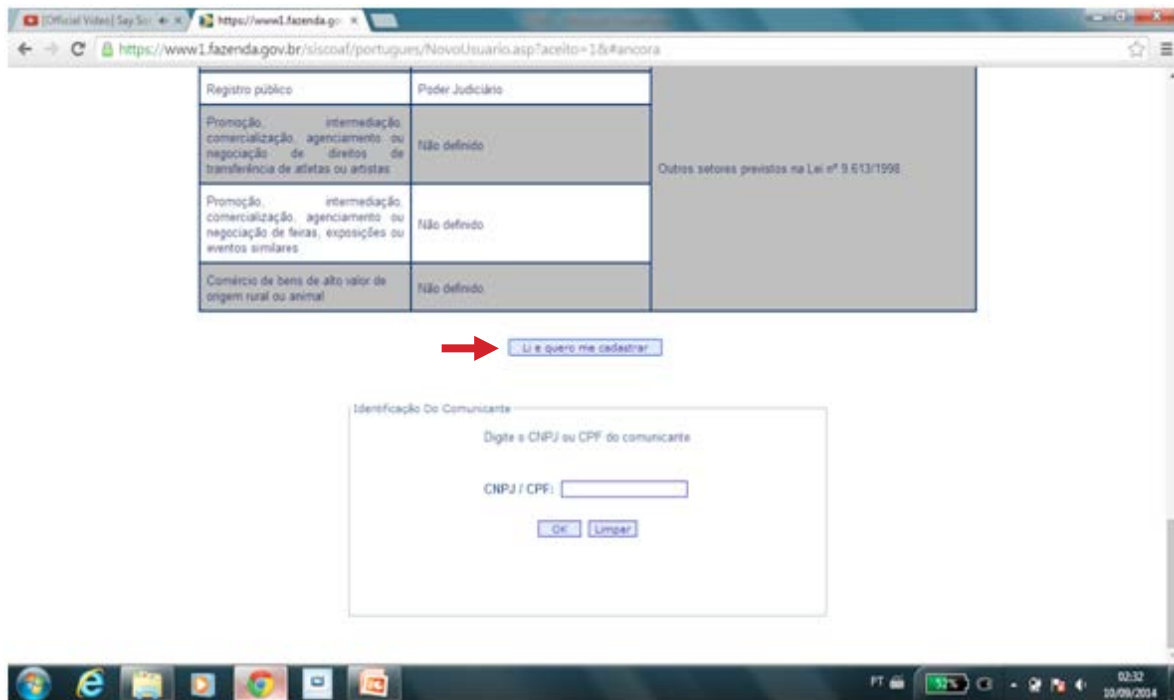 [Official Video] Say So
https://www1.fazenda.go
https://www1.fazenda.gov.br/siscoaf/portugues/NovoUsuario.asp?aceito=1&#ancora
Registro público
Poder Judiciário
Promoção, intermediação,
comercialização, agenciamento ou
negociação de direitos de
transferência de atletas ou artistas
Não definido
Outros setores previstos na Lei nº 9.613/1998
Promoção, intermediação,
comercialização, agenciamento ou
negociação de feiras, exposições ou
eventos similares
Não definido
Comércio de bens de alto valor de
origem rural ou animal
Não definido
Li e quero me cadastrar
Identificação Do Comunicante
Digite o CNPJ ou CPF do comunicante
CNPJ / CPF:
OK Limpar
PT
52%
02:32
10/09/2014